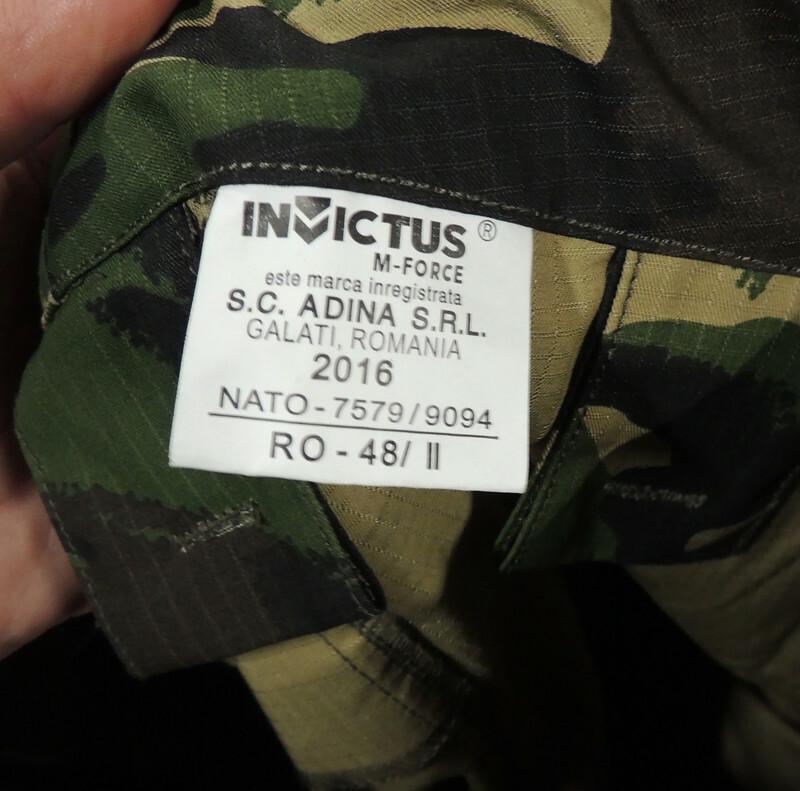 INVICTUS ®
M-FORCE
este marca inregistrata
S.C. ADINA S.R.L.
GALATI, ROMANIA
2016
NATO - 7579/9094
RO - 48/ II